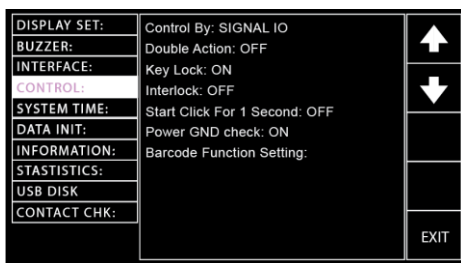 DISPLAY SET:
BUZZER:
INTERFACE:
CONTROL:
SYSTEM TIME:
DATA INIT:
INFORMATION:
STASTISTICS:
USB DISK
CONTACT CHK:
Control By: SIGNAL IO
Double Action: OFF
Key Lock: ON
Interlock: OFF
Start Click For 1 Second: OFF
Power GND check: ON
Barcode Function Setting:
EXIT